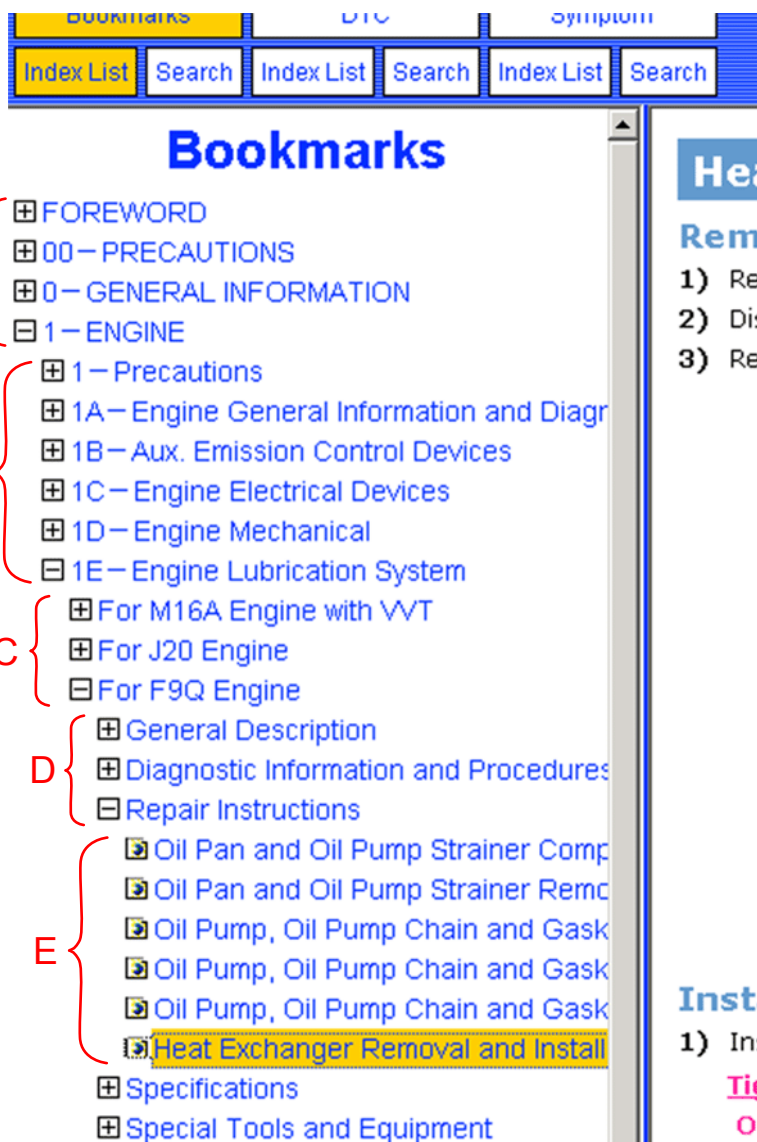 Bookmarks DTC Symptom
Index List Search Index List Search Index List Search
Bookmarks
FOREWORD
00-PRECAUTIONS
0-GENERAL INFORMATION
1-ENGINE
1-Precautions
1A-Engine General Information and Diagr
1B-Aux. Emission Control Devices
1C-Engine Electrical Devices
1D-Engine Mechanical
1E-Engine Lubrication System
C
For M16A Engine with VVT
For J20 Engine
For F9Q Engine
D
General Description
Diagnostic Information and Procedures
Repair Instructions
E
Oil Pan and Oil Pump Strainer Comp
Oil Pan and Oil Pump Strainer Remo
Oil Pump, Oil Pump Chain and Gask
Oil Pump, Oil Pump Chain and Gask
Oil Pump, Oil Pump Chain and Gask
Heat Exchanger Removal and Install
Specifications
Special Tools and Equipment
Hea
Rem
1) Re
2) Dis
3) Re
Insta
1) Ins
Tig
O